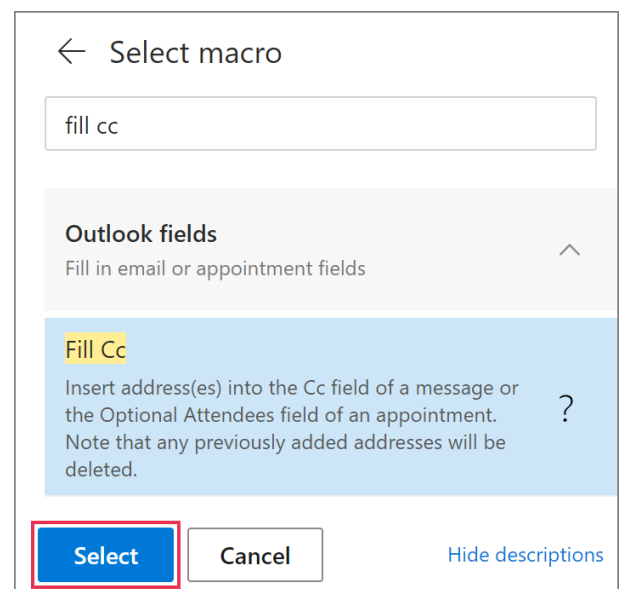 Select macro
fill cc
Outlook fields
Fill in email or appointment fields
Fill Cc
Insert address(es) into the Cc field of a message or
the Optional Attendees field of an appointment.
Note that any previously added addresses will be
deleted.
?
Select
Cancel
Hide descriptions